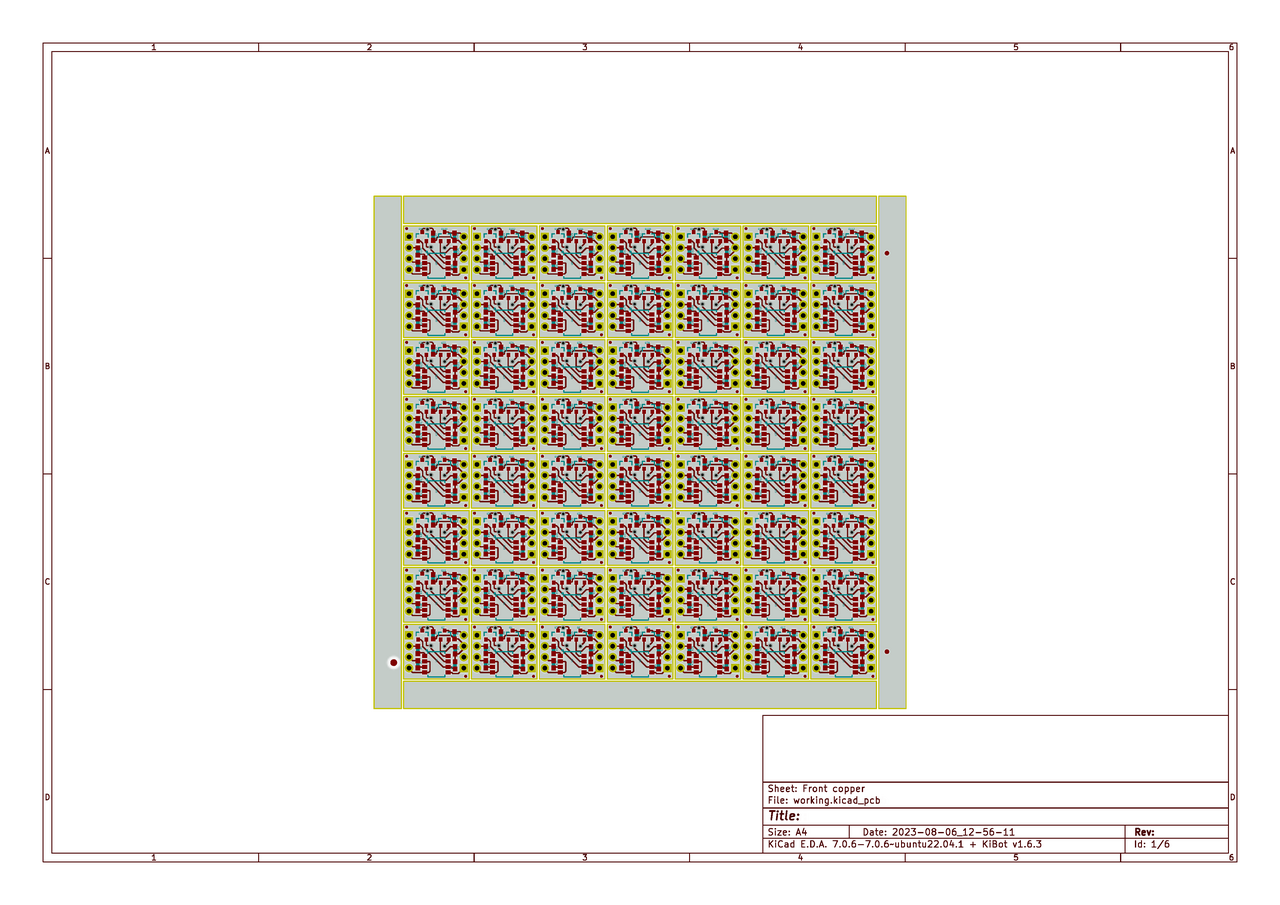 1 2 3 4 5 6
A A
B B
C C
D D
Sheet: Front copper
File: working.kicad_pcb
Title:
Size: A4 Date: 2023-08-06_12-56-11 Rev:
KiCad E.D.A. 7.0.6-7.0.6~ubuntu22.04.1 + KiBot v1.6.3 Id: 1/6
1 2 3 4 5 6